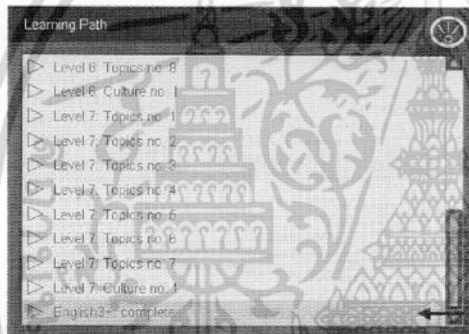 Learning Path
Level 6: Topics no. 8
Level 6: Culture no. 1
Level 7: Topics no. 1
Level 7: Topics no. 2
Level 7: Topics no. 3
Level 7: Topics no. 4
Level 7: Topics no. 5
Level 7: Topics no. 6
Level 7: Topics no. 7
Level 7: Culture no. 1
English3+: complete